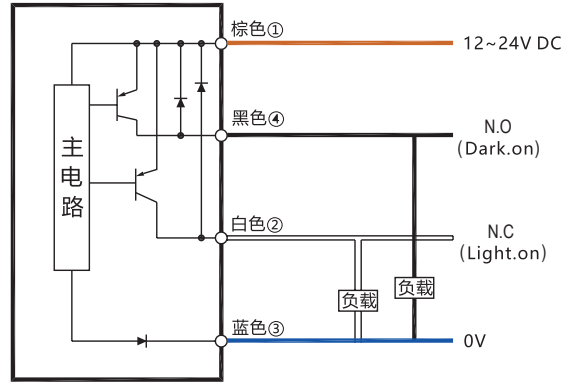 棕色① 12~24V DC
主电路
黑色④ N.O
(Dark.on)
白色② N.C
(Light.on)
负载 负载
蓝色③ 0V